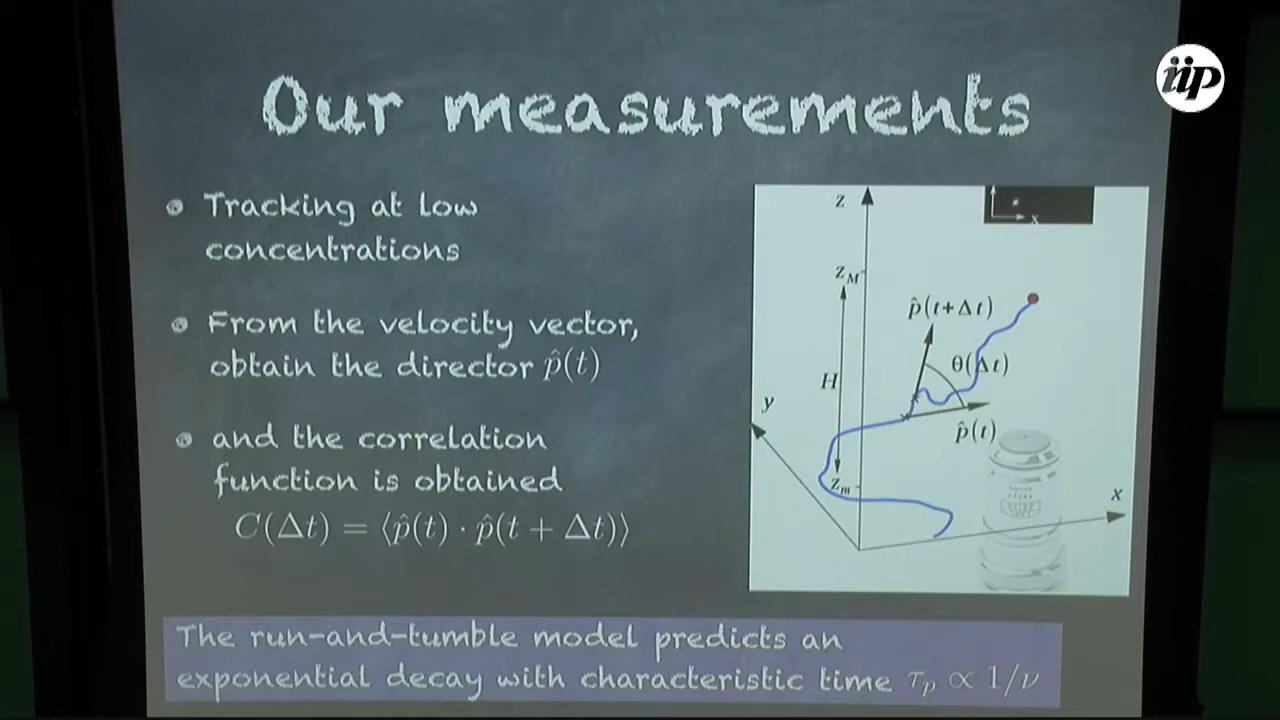 iip
Our measurements
Tracking at low
concentrations
From the velocity vector,
obtain the director p̂(t)
and the correlation
function is obtained
C(Δt) = ⟨p̂(t) · p̂(t + Δt)⟩
z
x
z_M
p̂(t+Δt)
θ(Δt)
H
y
p̂(t)
z_m
x
The run-and-tumble model predicts an
exponential decay with characteristic time τ_p ∝ 1/ν